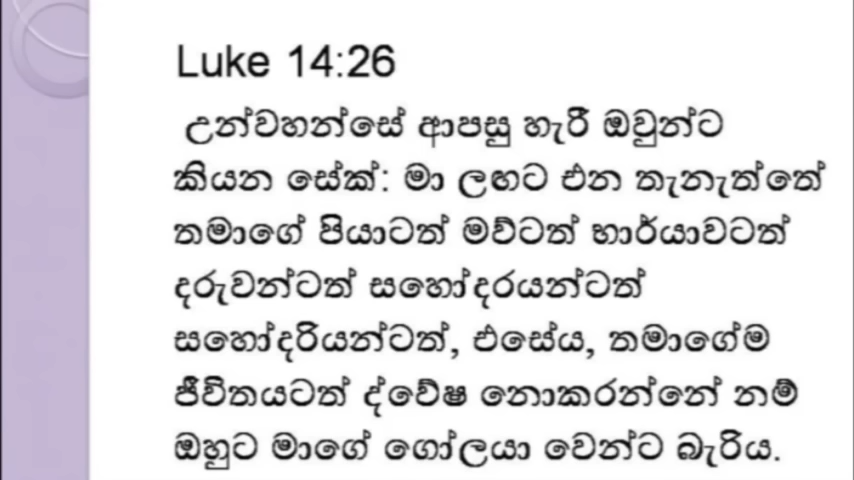 Luke 14:26
උන්වහන්සේ ආපසු හැරී ඔවුන්ට
කියන සේක්: මා ලඟට එන තැනැත්තේ
තමාගේ පියාටත් මව්ටත් භාර්යාවටත්
දරුවන්ටත් සහෝදරයන්ටත්
සහෝදරියන්ටත්, එසේය, තමාගේම
ජීවිතයටත් ද්වේෂ නොකරන්නේ නම්
ඔහුට මාගේ ගෝලයා වෙන්ට බැරිය.